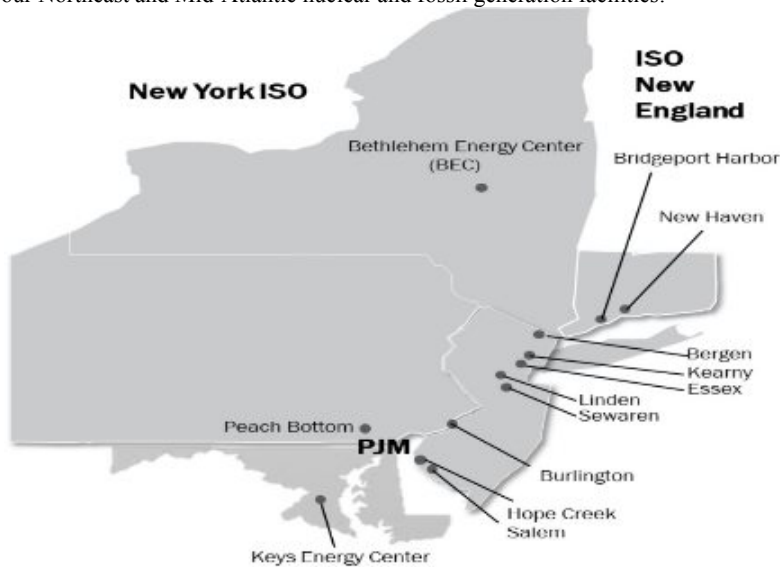 our Northeast and Mid-Atlantic nuclear and fossil generation facilities.
New York ISO
ISO
New
England
Bethlehem Energy Center
(BEC)
Bridgeport Harbor
New Haven
Bergen
Kearny
Essex
Linden
Sewaren
Peach Bottom
PJM
Burlington
Hope Creek
Salem
Keys Energy Center